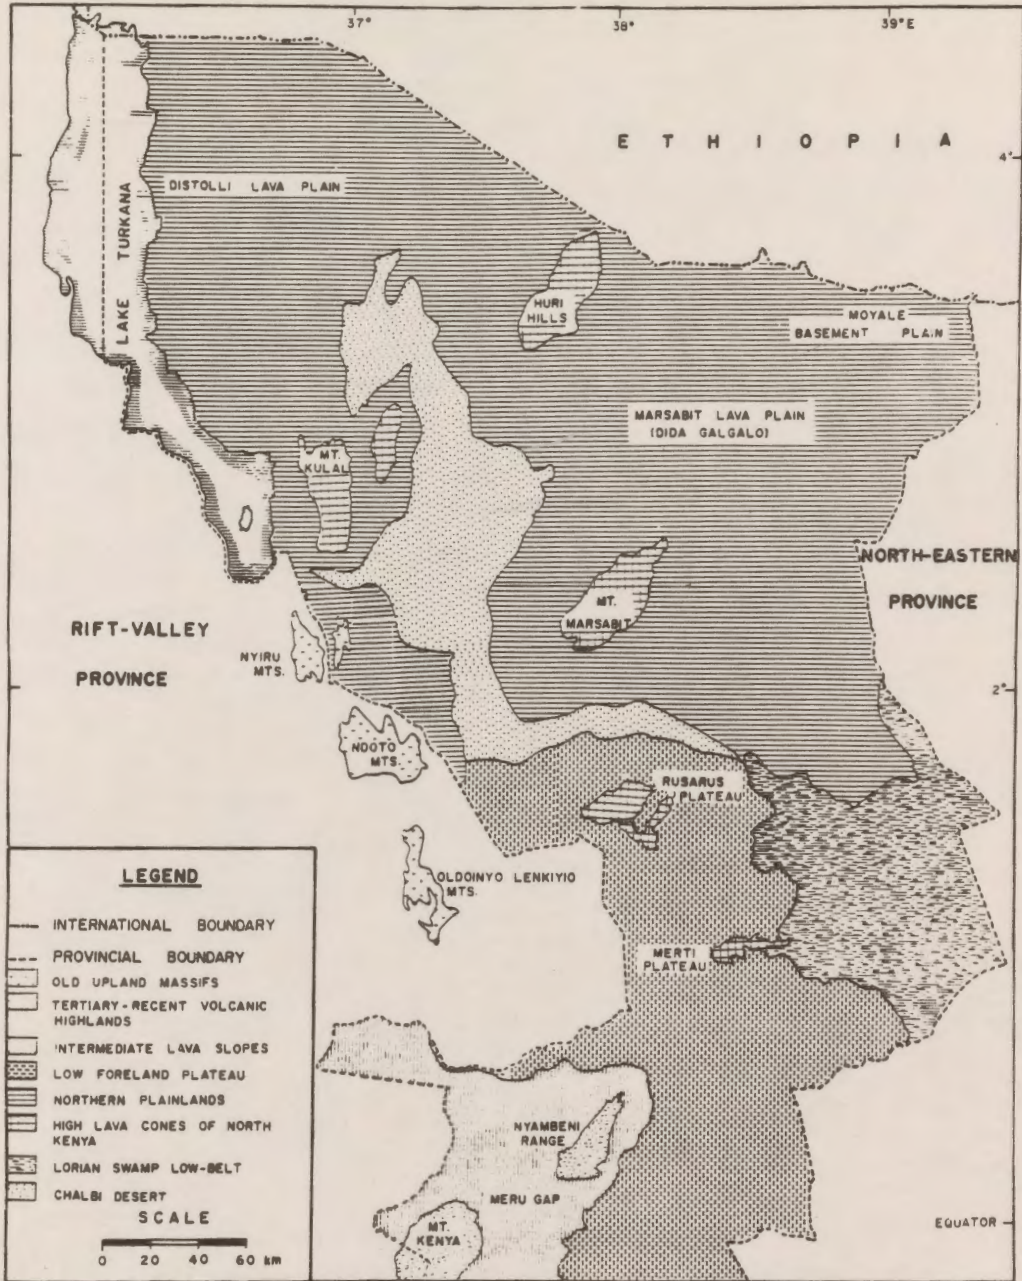 37°
38°
39°E
ETHIOPIA
4°
DISTOLLI LAVA PLAIN
LAKE TURKANA
HURI
HILLS
MOYALE
BASEMENT PLAIN
MARSABIT LAVA PLAIN
(DIDA GALGALO)
MT.
KULAL
NORTH-EASTERN
PROVINCE
MT.
MARSABIT
RIFT-VALLEY
PROVINCE
NYIRU
MTS.
2°
NDOTO
MTS.
RUSARUS
PLATEAU
OLDOINYO LENKIYIO
MTS.
MERTI
PLATEAU
NYAMBENI
RANGE
MERU GAP
MT.
KENYA
EQUATOR
LEGEND
INTERNATIONAL BOUNDARY
PROVINCIAL BOUNDARY
OLD UPLAND MASSIFS
TERTIARY-RECENT VOLCANIC
HIGHLANDS
INTERMEDIATE LAVA SLOPES
LOW FORELAND PLATEAU
NORTHERN PLAINLANDS
HIGH LAVA CONES OF NORTH
KENYA
LORIAN SWAMP LOW-BELT
CHALBI DESERT
SCALE
0 20 40 60 km